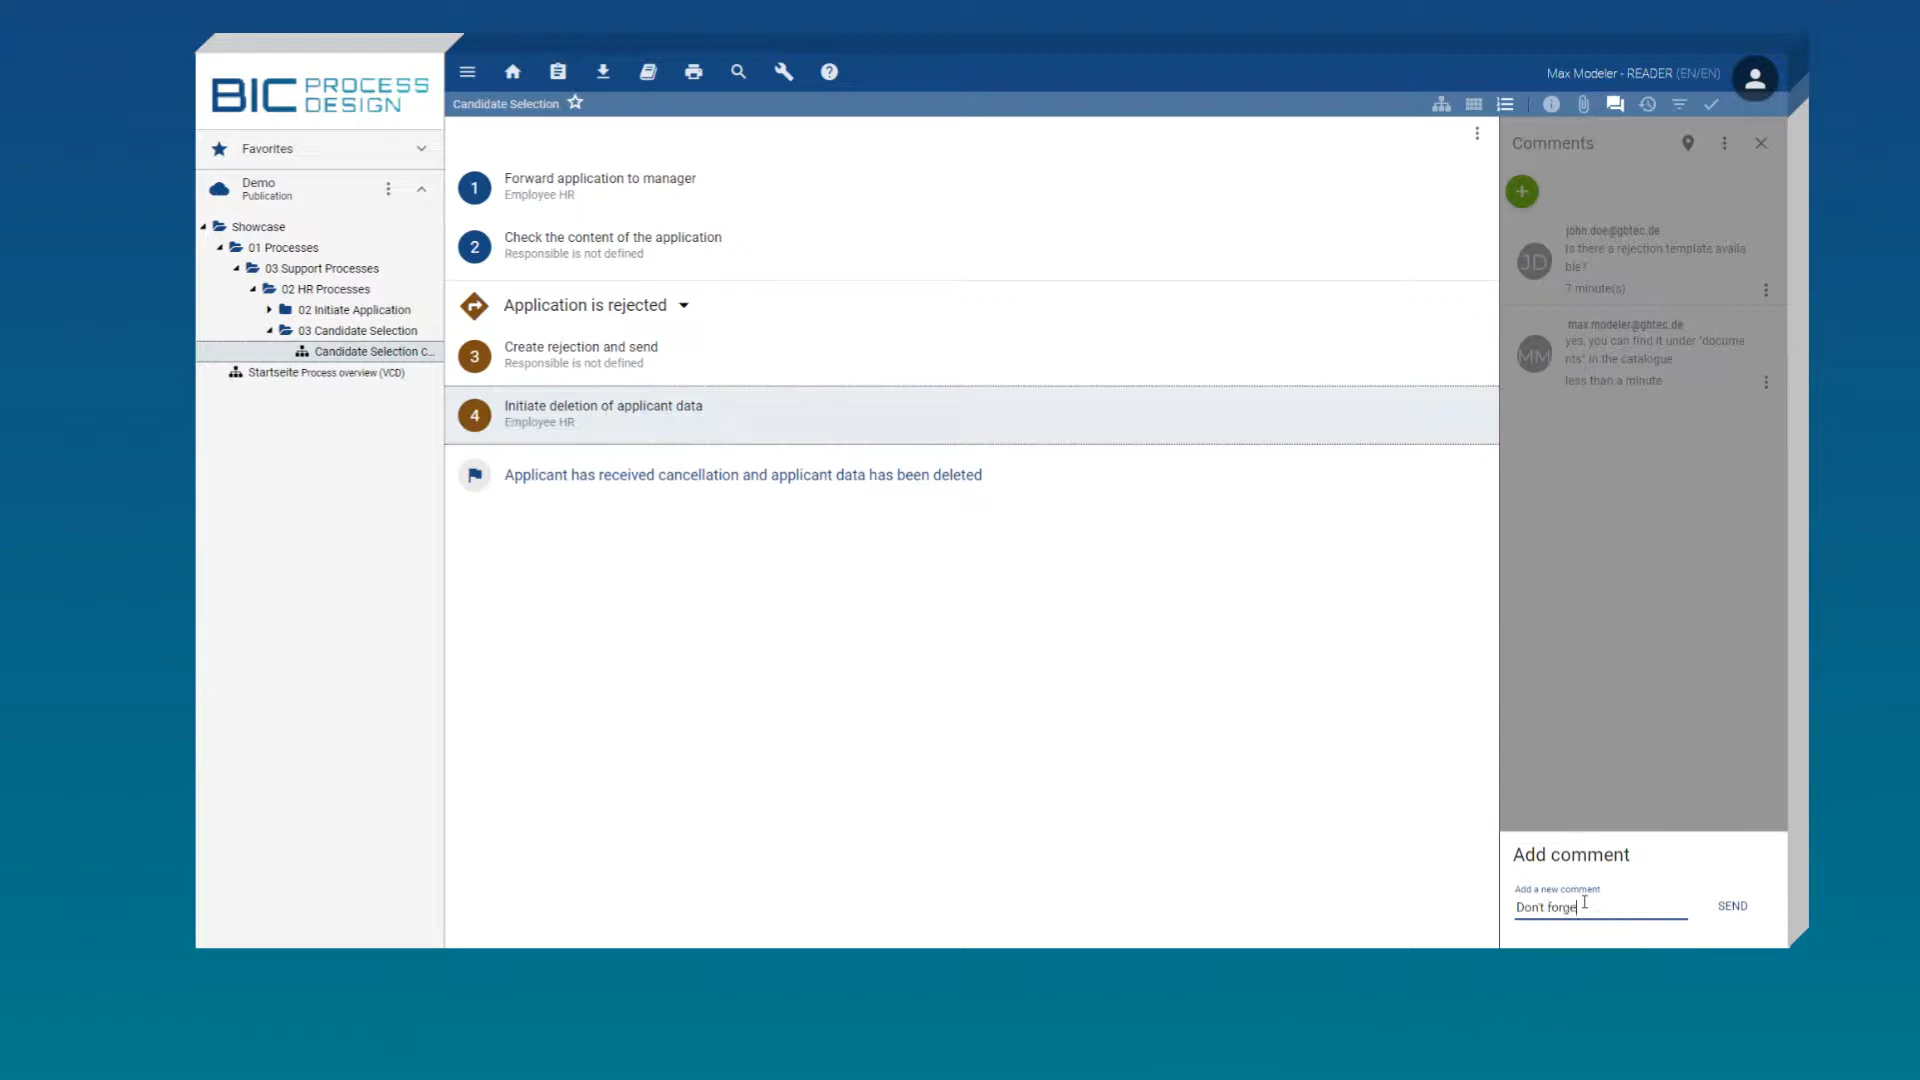 BIC PROCESS DESIGN
Max Modeler - READER (EN/EN)
Candidate Selection
Favorites
Demo
Publication
Showcase
01 Processes
03 Support Processes
02 HR Processes
02 Initiate Application
03 Candidate Selection
Candidate Selection C...
Startseite Process overview (VCD)
1
Forward application to manager
Employee HR
2
Check the content of the application
Responsible is not defined
Application is rejected
3
Create rejection and send
Responsible is not defined
4
Initiate deletion of applicant data
Employee HR
Applicant has received cancellation and applicant data has been deleted
Comments
JD
john.doe@gbtec.de
Is there a rejection template availa
ble?
7 minute(s)
MM
max.modeler@gbtec.de
yes, you can find it under "docume
nts" in the catalogue
less than a minute
Add comment
Add a new comment
Don't forge
SEND